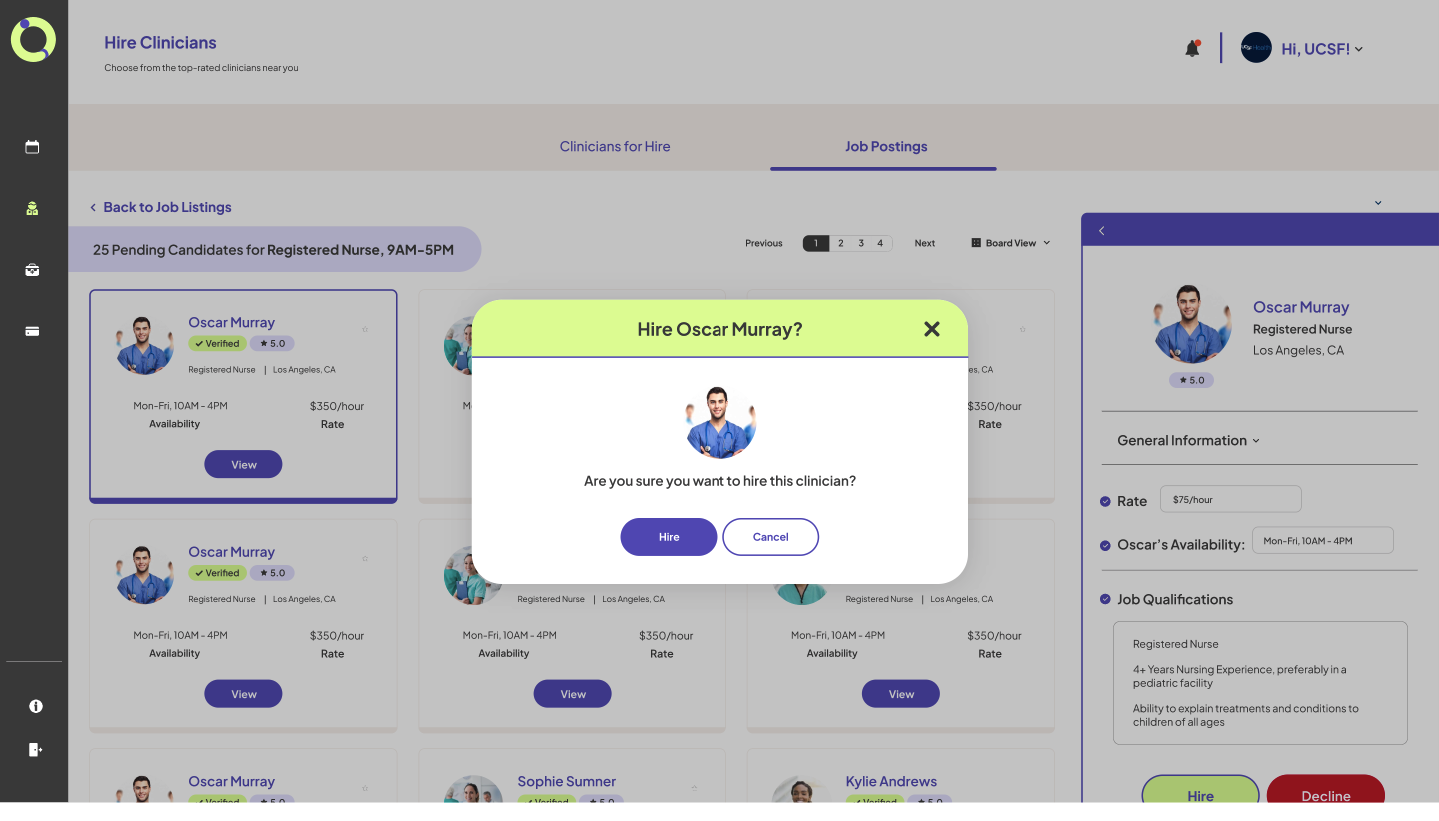 Hire Clinicians
Choose from the top-rated clinicians near you
Hi, UCSF!
Clinicians for Hire
Job Postings
Back to Job Listings
25 Pending Candidates for Registered Nurse, 9AM-5PM
Previous
1 2 3 4
Next
Board View
Oscar Murray
Verified
5.0
Registered Nurse | Los Angeles, CA
Mon-Fri, 10AM - 4PM
$350/hour
Availability
Rate
View
$350/hour
Rate
Hire Oscar Murray?
Are you sure you want to hire this clinician?
Hire
Cancel
Oscar Murray
Verified
5.0
Registered Nurse | Los Angeles, CA
Mon-Fri, 10AM - 4PM
$350/hour
Availability
Rate
View
Registered Nurse | Los Angeles, CA
Mon-Fri, 10AM - 4PM
$350/hour
Availability
Rate
View
Registered Nurse | Los Angeles, CA
Mon-Fri, 10AM - 4PM
$350/hour
Availability
Rate
View
Oscar Murray
Verified
5.0
Sophie Sumner
Verified
5.0
Kylie Andrews
Verified
5.0
Oscar Murray
Registered Nurse
Los Angeles, CA
5.0
General Information
Rate
$75/hour
Oscar's Availability:
Mon-Fri, 10AM - 4PM
Job Qualifications
Registered Nurse
4+ Years Nursing Experience, preferably in a
pediatric facility
Ability to explain treatments and conditions to
children of all ages
Hire
Decline